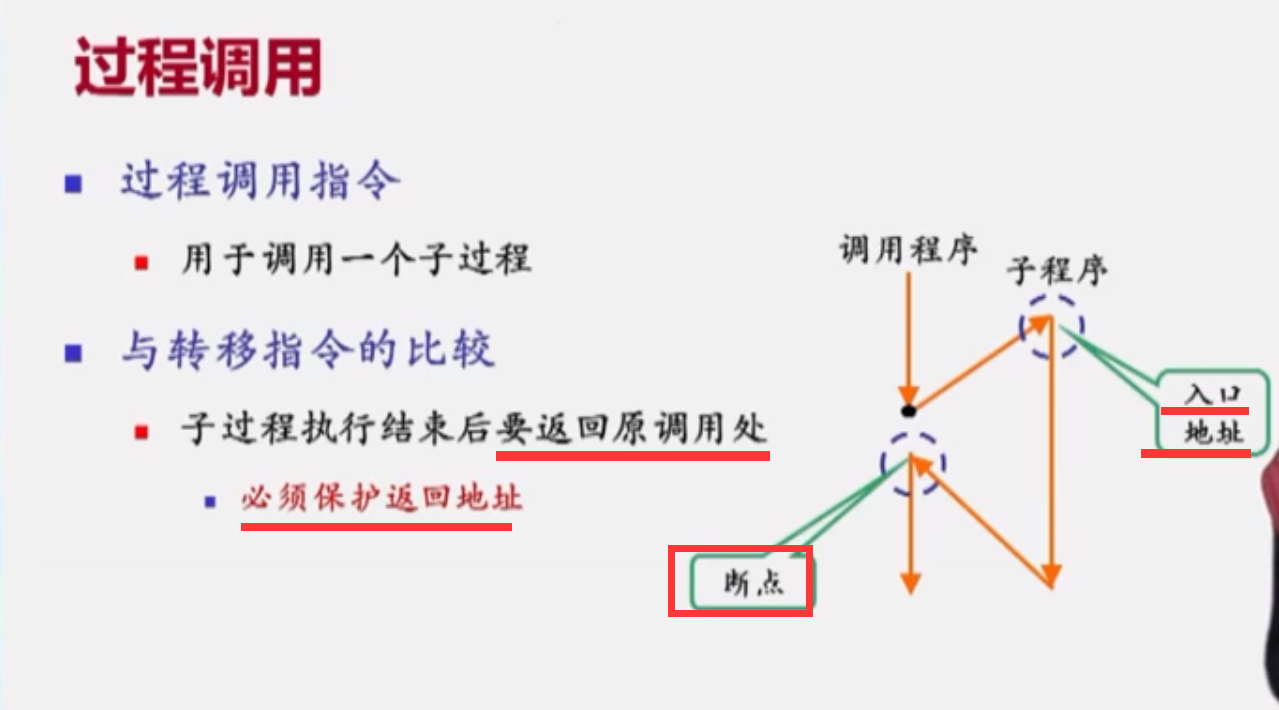 过程调用
过程调用指令
用于调用一个子过程
与转移指令的比较
子过程执行结束后要返回原调用处
必须保护返回地址
调用程序
子程序
入口
地址
断点